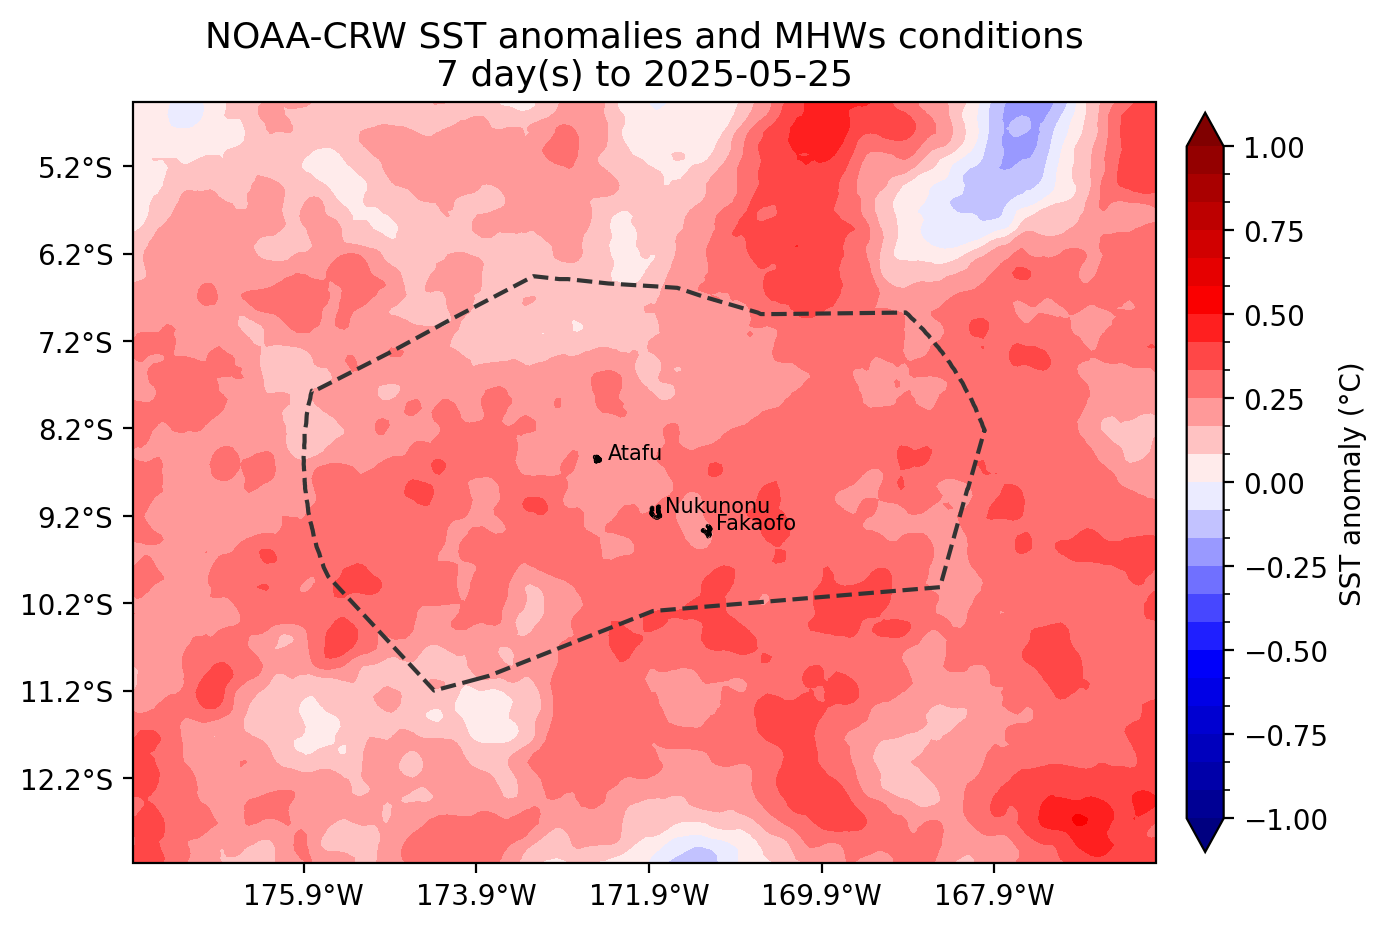 NOAA-CRW SST anomalies and MHWs conditions
7 day(s) to 2025-05-25
5.2°S
6.2°S
7.2°S
8.2°S
9.2°S
10.2°S
11.2°S
12.2°S
Atafu
Nukunonu
Fakaofo
175.9°W
173.9°W
171.9°W
169.9°W
167.9°W
1.00
0.75
0.50
0.25
0.00
−0.25
−0.50
−0.75
−1.00
SST anomaly (°C)